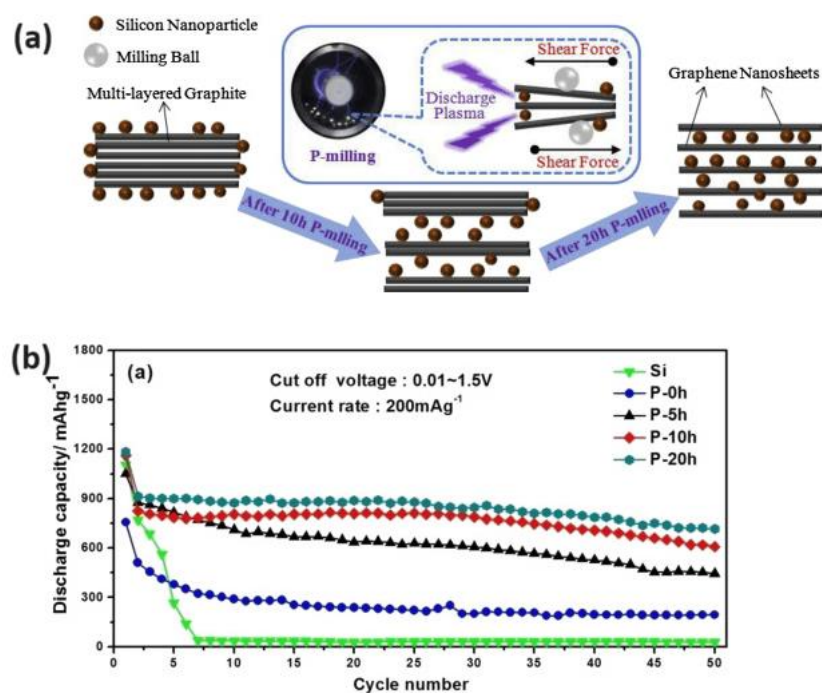 (a)
Silicon Nanoparticle
Milling Ball
Multi-layered Graphite
P-milling
Discharge
Plasma
Shear Force
Shear Force
Graphene Nanosheets
After 10h P-mlling
After 20h P-mlling
(b)
(a)
Cut off voltage : 0.01~1.5V
Current rate : 200mAg⁻¹
Si
P-0h
P-5h
P-10h
P-20h
Discharge capacity/ mAhg⁻¹
1800
1500
1200
900
600
300
0
0 5 10 15 20 25 30 35 40 45 50
Cycle number